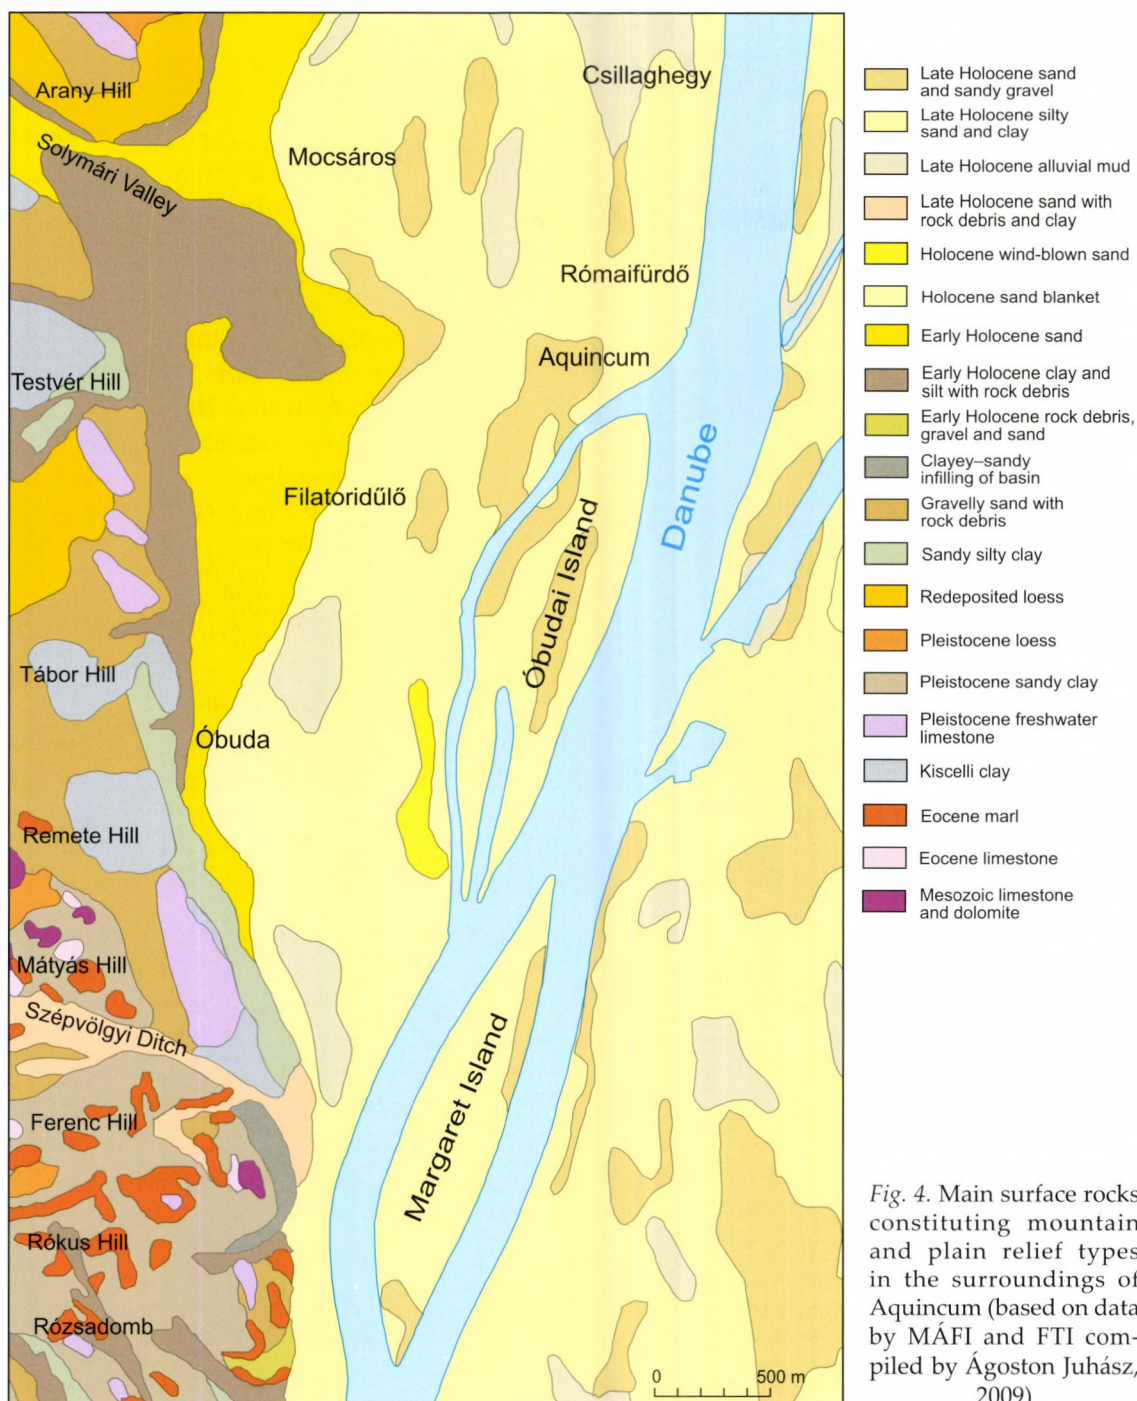 Arany Hill
Csillaghegy
Mocsáros
Solymári Valley
Rómaifürdő
Aquincum
Testvér Hill
Danube
Filatoridűlő
Óbudai Island
Tábor Hill
Óbuda
Remete Hill
Mátyás Hill
Szépvölgyi Ditch
Margaret Island
Ferenc Hill
Rókus Hill
Rózsadomb
0 500 m
Late Holocene sand
and sandy gravel
Late Holocene silty
sand and clay
Late Holocene alluvial mud
Late Holocene sand with
rock debris and clay
Holocene wind-blown sand
Holocene sand blanket
Early Holocene sand
Early Holocene clay and
silt with rock debris
Early Holocene rock debris,
gravel and sand
Clayey–sandy
infilling of basin
Gravelly sand with
rock debris
Sandy silty clay
Redeposited loess
Pleistocene loess
Pleistocene sandy clay
Pleistocene freshwater
limestone
Kiscelli clay
Eocene marl
Eocene limestone
Mesozoic limestone
and dolomite
Fig. 4. Main surface rocks
constituting mountain
and plain relief types
in the surroundings of
Aquincum (based on data
by MÁFI and FTI com-
piled by Ágoston Juhász,
2009)